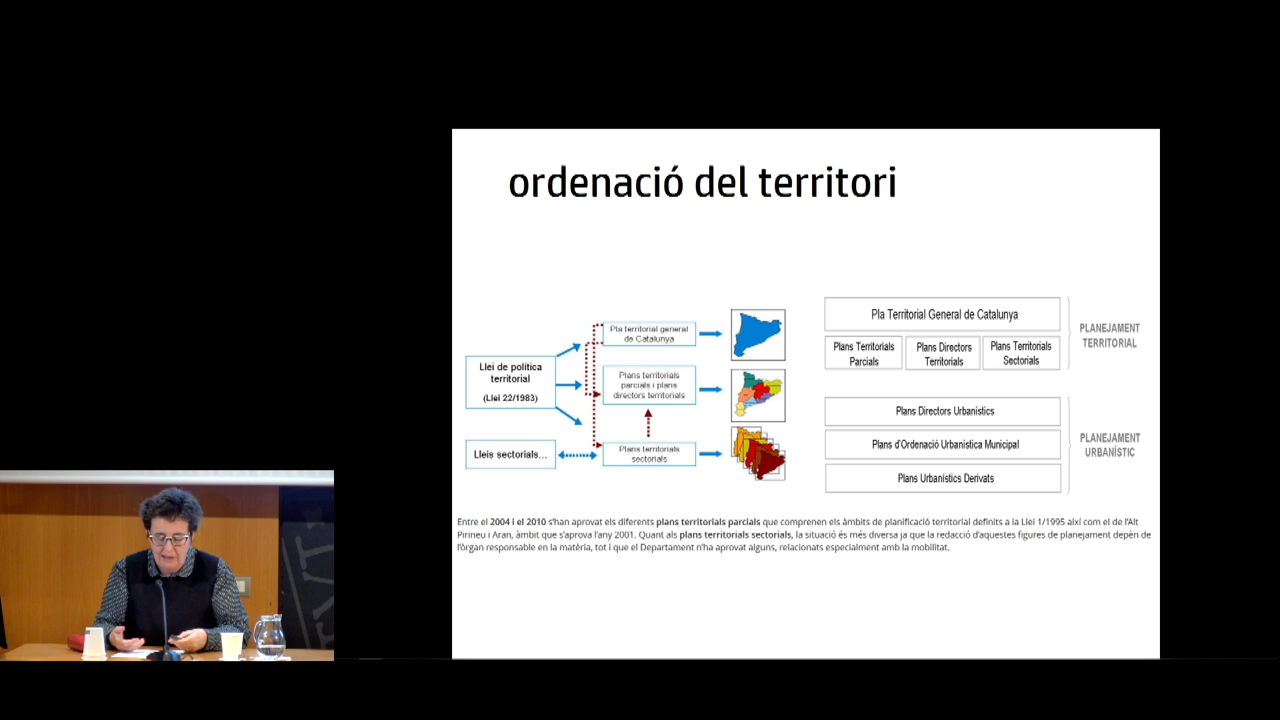 ordenació del territori
Llei de política
territorial
(Llei 22/1983)
Lleis sectorials...
Pla territorial general
de Catalunya
Plans territorials
parcials i plans
directors territorials
Plans territorials
sectorials
Pla Territorial General de Catalunya
Plans Territorials
Parcials
Plans Directors
Territorials
Plans Territorials
Sectorials
PLANEJAMENT
TERRITORIAL
Plans Directors Urbanístics
Plans d'Ordenació Urbanística Municipal
Plans Urbanístics Derivats
PLANEJAMENT
URBANÍSTIC
Entre el 2004 i el 2010 s'han aprovat els diferents plans territorials parcials que comprenen els àmbits de planificació territorial definits a la Llei 1/1995 així com el de l'Alt
Pirineu i Aran, àmbit que s'aprova l'any 2001. Quant als plans territorials sectorials, la situació és més diversa ja que la redacció d'aquestes figures de planejament depèn de
l'òrgan responsable en la matèria, tot i que el Departament n'ha aprovat alguns, relacionats especialment amb la mobilitat.